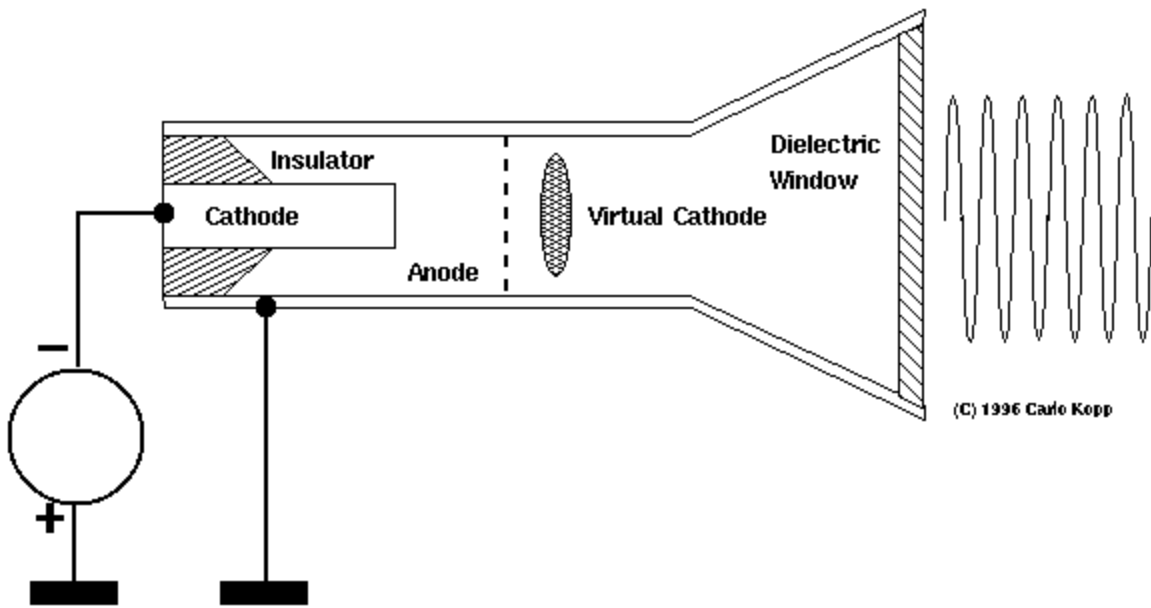 Insulator
Cathode
Anode
Virtual Cathode
Dielectric
Window
−
+
(C) 1996 Carlo Kopp